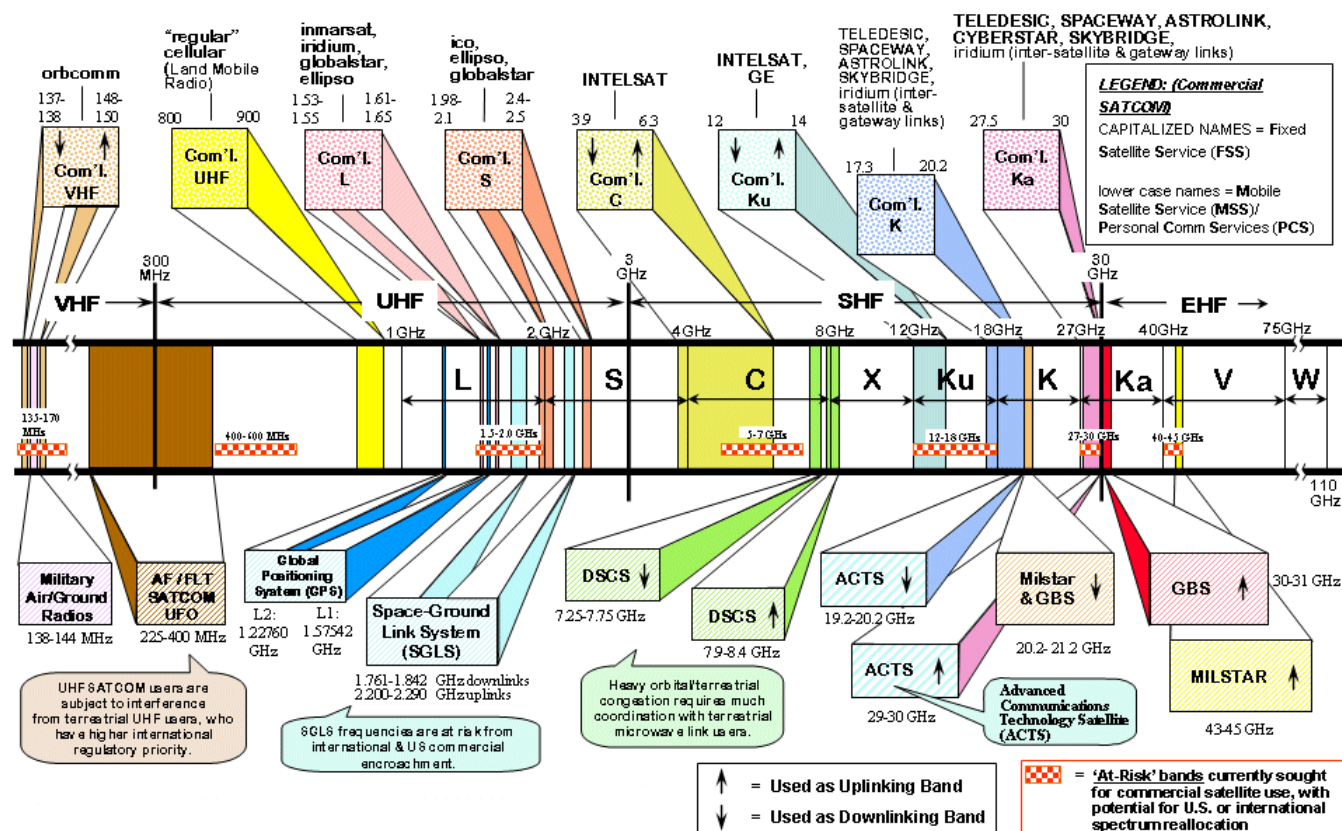 "regular"
cellular
(Land Mobile
Radio)
inmarsat,
iridium,
globalstar,
ellipso
ico,
ellipso,
globalstar
orbcomm
INTELSAT
INTELSAT,
GE
TELEDESIC,
SPACEWAY,
ASTROLINK,
SKYBRIDGE,
iridium (inter-
satellite &
gateway links)
TELEDESIC, SPACEWAY, ASTROLINK,
CYBERSTAR, SKYBRIDGE,
iridium (inter-satellite & gateway links)
LEGEND: (Commercial
SATCOM)
CAPITALIZED NAMES = Fixed
Satellite Service (FSS)
lower case names = Mobile
Satellite Service (MSS)/
Personal Comm Services (PCS)
137-
138
148-
150
800
900
1.53-
1.55
1.61-
1.65
1.98-
2.1
2.4-
2.5
3.9
6.3
12
14
17.3
20.2
27.5
30
↓ ↑
Com'l.
VHF
Com'l.
UHF
Com'l.
L
Com'l.
S
↓ ↑
Com'l.
C
↓ ↑
Com'l.
Ku
Com'l.
K
Com'l.
Ka
300
MHz
3
GHz
30
GHz
VHF
UHF
SHF
EHF
1GHz
2GHz
4GHz
8GHz
12GHz
18GHz
27GHz
40GHz
75GHz
L
S
C
X
Ku
K
Ka
V
W
135-170
MHz
400-600 MHs
1.5-2.0 GHs
5-7 GHs
12-18 GHs
27-30 GHs
40-45 GHs
110
GHz
Military
Air/Ground
Radios
138-144 MHz
AF / FLT
SATCOM
UFO
225-400 MHz
Global
Positioning
System (GPS)
L2:
1.22760
GHz
L1:
1.57542
GHz
Space-Ground
Link System
(SGLS)
1.761-1.842 GHz downlinks
2.200-2.290 GHz uplinks
DSCS ↓
7.25-7.75 GHz
DSCS ↑
7.9-8.4 GHz
ACTS ↓
19.2-20.2 GHz
ACTS ↑
29-30 GHz
Milstar
& GBS ↓
20.2- 21.2 GHz
GBS ↑
30-31 GHz
MILSTAR ↑
43-45 GHz
UHF SATCOM users are
subject to interference
from terrestrial UHF users, who
have higher international
regulatory priority.
SGLS frequencies are at risk from
international & US commercial
encroachment.
Heavy orbital/terrestrial
congestion requires much
coordination with terrestrial
microwave link users.
Advanced
Communications
Technology Satellite
(ACTS)
↑ = Used as Uplinking Band
↓ = Used as Downlinking Band
= 'At-Risk' bands currently sought
for commercial satellite use, with
potential for U.S. or international
spectrum reallocation